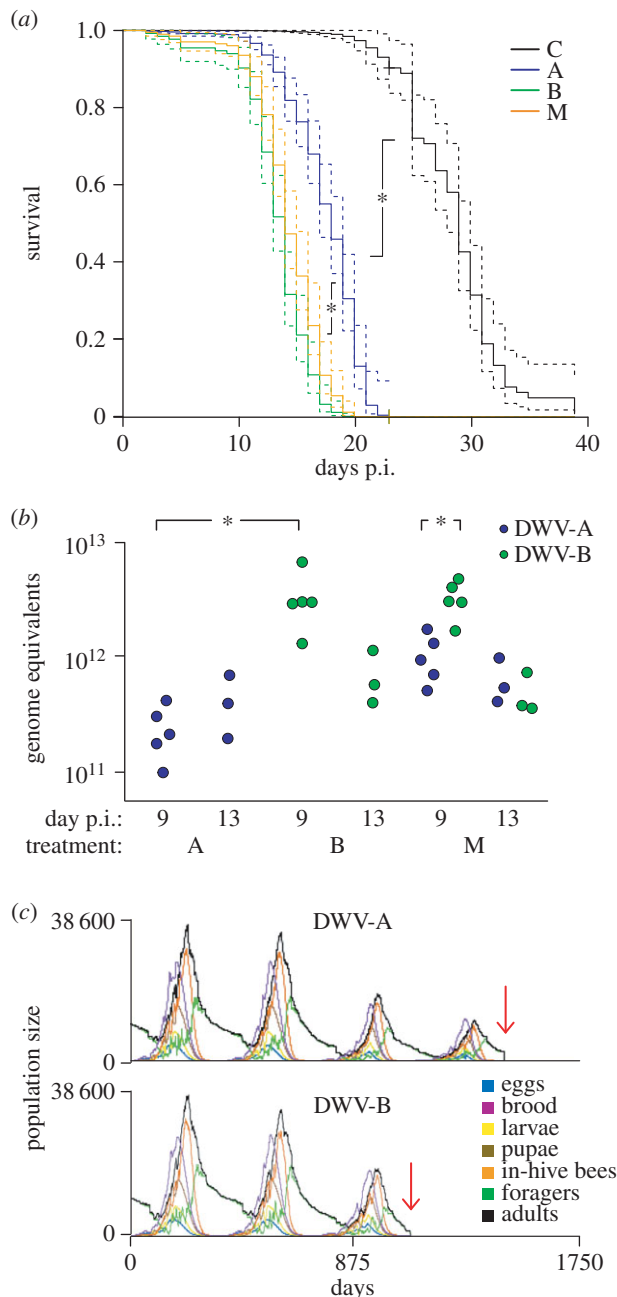 (a)
1.0
0.8
0.6
0.4
0.2
0
survival
C
A
B
M
*
*
0 10 20 30 40
days p.i.
(b)
* *
DWV-A
DWV-B
10^13
10^12
10^11
genome equivalents
day p.i.: 9 13 9 13 9 13
treatment: A B M
(c)
38 600
DWV-A
0
population size
38 600
DWV-B
0
eggs
brood
larvae
pupae
in-hive bees
foragers
adults
0 875 1750
days